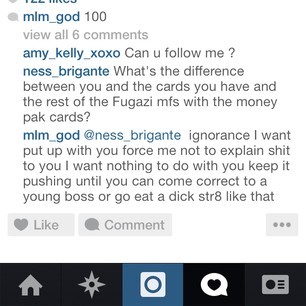 122 likes
mlm_god 100
view all 6 comments
amy_kelly_xoxo Can u follow me ?
ness_brigante What's the difference
between you and the cards you have and
and the rest of the Fugazi mfs with the money
pak cards?
mlm_god @ness_brigante  ignorance I want
put up with you force me not to explain shit
to you I want nothing to do with you keep it
pushing until you can come correct to a
young boss or go eat a dick str8 like that
Like
Comment